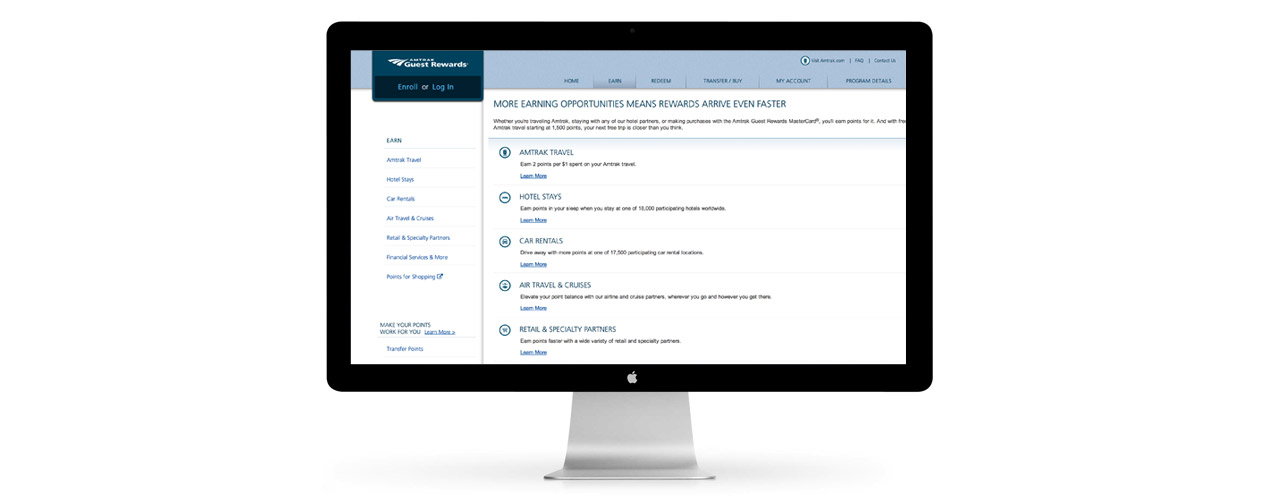 AMTRAK
Guest Rewards
Enroll or Log In
Visit Amtrak.com | FAQ | Contact Us
HOME EARN REDEEM TRANSFER / BUY MY ACCOUNT PROGRAM DETAILS
MORE EARNING OPPORTUNITIES MEANS REWARDS ARRIVE EVEN FASTER
Whether you're traveling Amtrak, staying with any of our hotel partners, or making purchases with the Amtrak Guest Rewards MasterCard®, you'll earn points for it. And with fre
Amtrak travel starting at 1,500 points, your next free trip is closer than you think.
EARN
Amtrak Travel
Hotel Stays
Car Rentals
Air Travel & Cruises
Retail & Specialty Partners
Financial Services & More
Points for Shopping
MAKE YOUR POINTS
WORK FOR YOU Learn More >
Transfer Points
AMTRAK TRAVEL
Earn 2 points per $1 spent on your Amtrak travel.
Learn More
HOTEL STAYS
Earn points in your sleep when you stay at one of 18,000 participating hotels worldwide.
Learn More
CAR RENTALS
Drive away with more points at one of 17,500 participating car rental locations.
Learn More
AIR TRAVEL & CRUISES
Elevate your point balance with our airline and cruise partners, wherever you go and however you get there.
Learn More
RETAIL & SPECIALTY PARTNERS
Earn points faster with a wide variety of retail and specialty partners.
Learn More